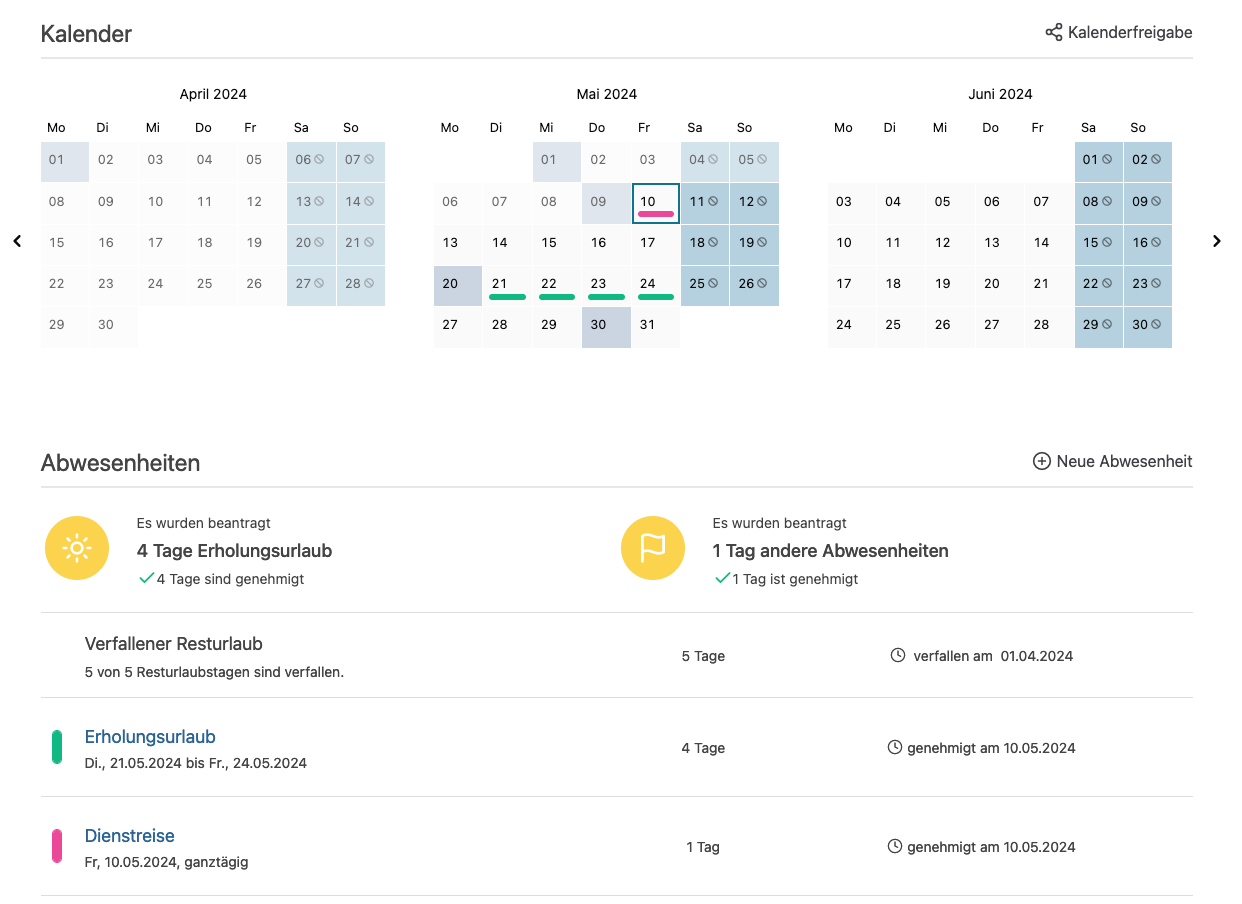 Kalender
Kalenderfreigabe
April 2024
Mo Di Mi Do Fr Sa So
01 02 03 04 05 06 07
08 09 10 11 12 13 14
15 16 17 18 19 20 21
22 23 24 25 26 27 28
29 30
Mai 2024
Mo Di Mi Do Fr Sa So
01 02 03 04 05
06 07 08 09 10 11 12
13 14 15 16 17 18 19
20 21 22 23 24 25 26
27 28 29 30 31
Juni 2024
Mo Di Mi Do Fr Sa So
01 02
03 04 05 06 07 08 09
10 11 12 13 14 15 16
17 18 19 20 21 22 23
24 25 26 27 28 29 30
Abwesenheiten
Neue Abwesenheit
Es wurden beantragt
4 Tage Erholungsurlaub
4 Tage sind genehmigt
Es wurden beantragt
1 Tag andere Abwesenheiten
1 Tag ist genehmigt
Verfallener Resturlaub
5 von 5 Resturlaubstagen sind verfallen.
5 Tage
verfallen am 01.04.2024
Erholungsurlaub
Di., 21.05.2024 bis Fr., 24.05.2024
4 Tage
genehmigt am 10.05.2024
Dienstreise
Fr, 10.05.2024, ganztägig
1 Tag
genehmigt am 10.05.2024